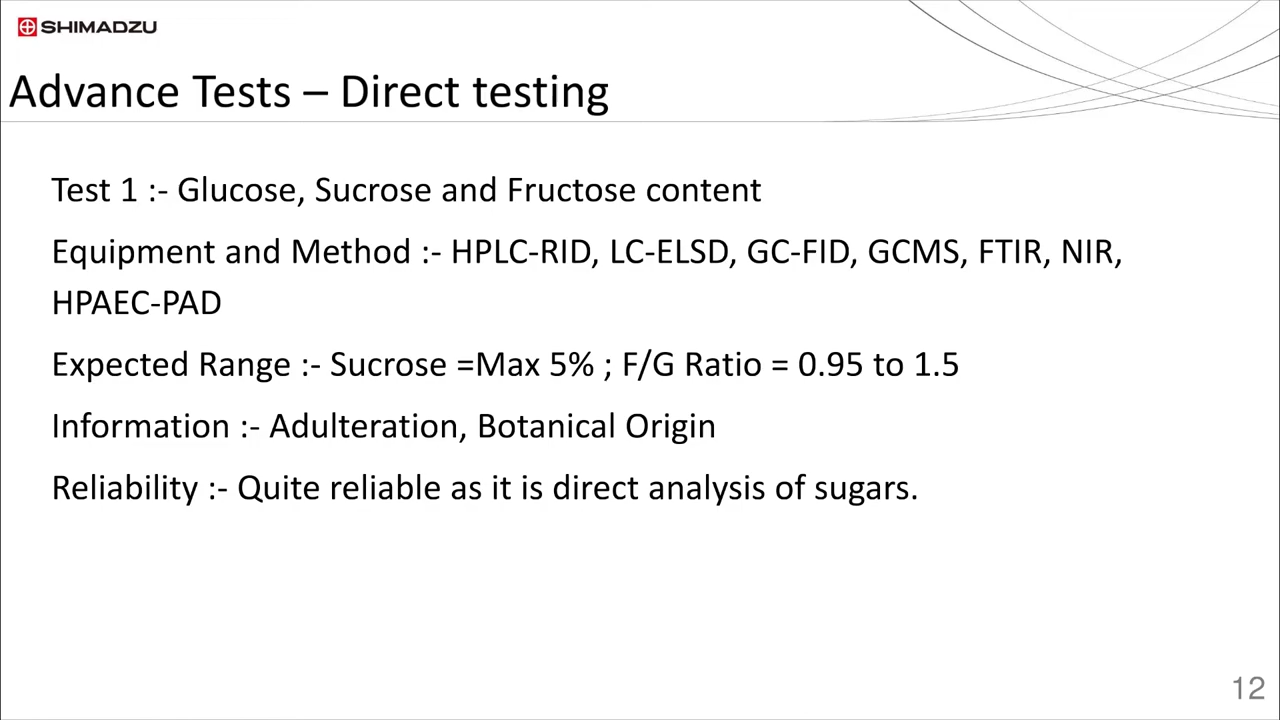 SHIMADZU
Advance Tests – Direct testing
Test 1 :- Glucose, Sucrose and Fructose content
Equipment and Method :- HPLC-RID, LC-ELSD, GC-FID, GCMS, FTIR, NIR,
HPAEC-PAD
Expected Range :- Sucrose =Max 5% ; F/G Ratio = 0.95 to 1.5
Information :- Adulteration, Botanical Origin
Reliability :- Quite reliable as it is direct analysis of sugars.
12